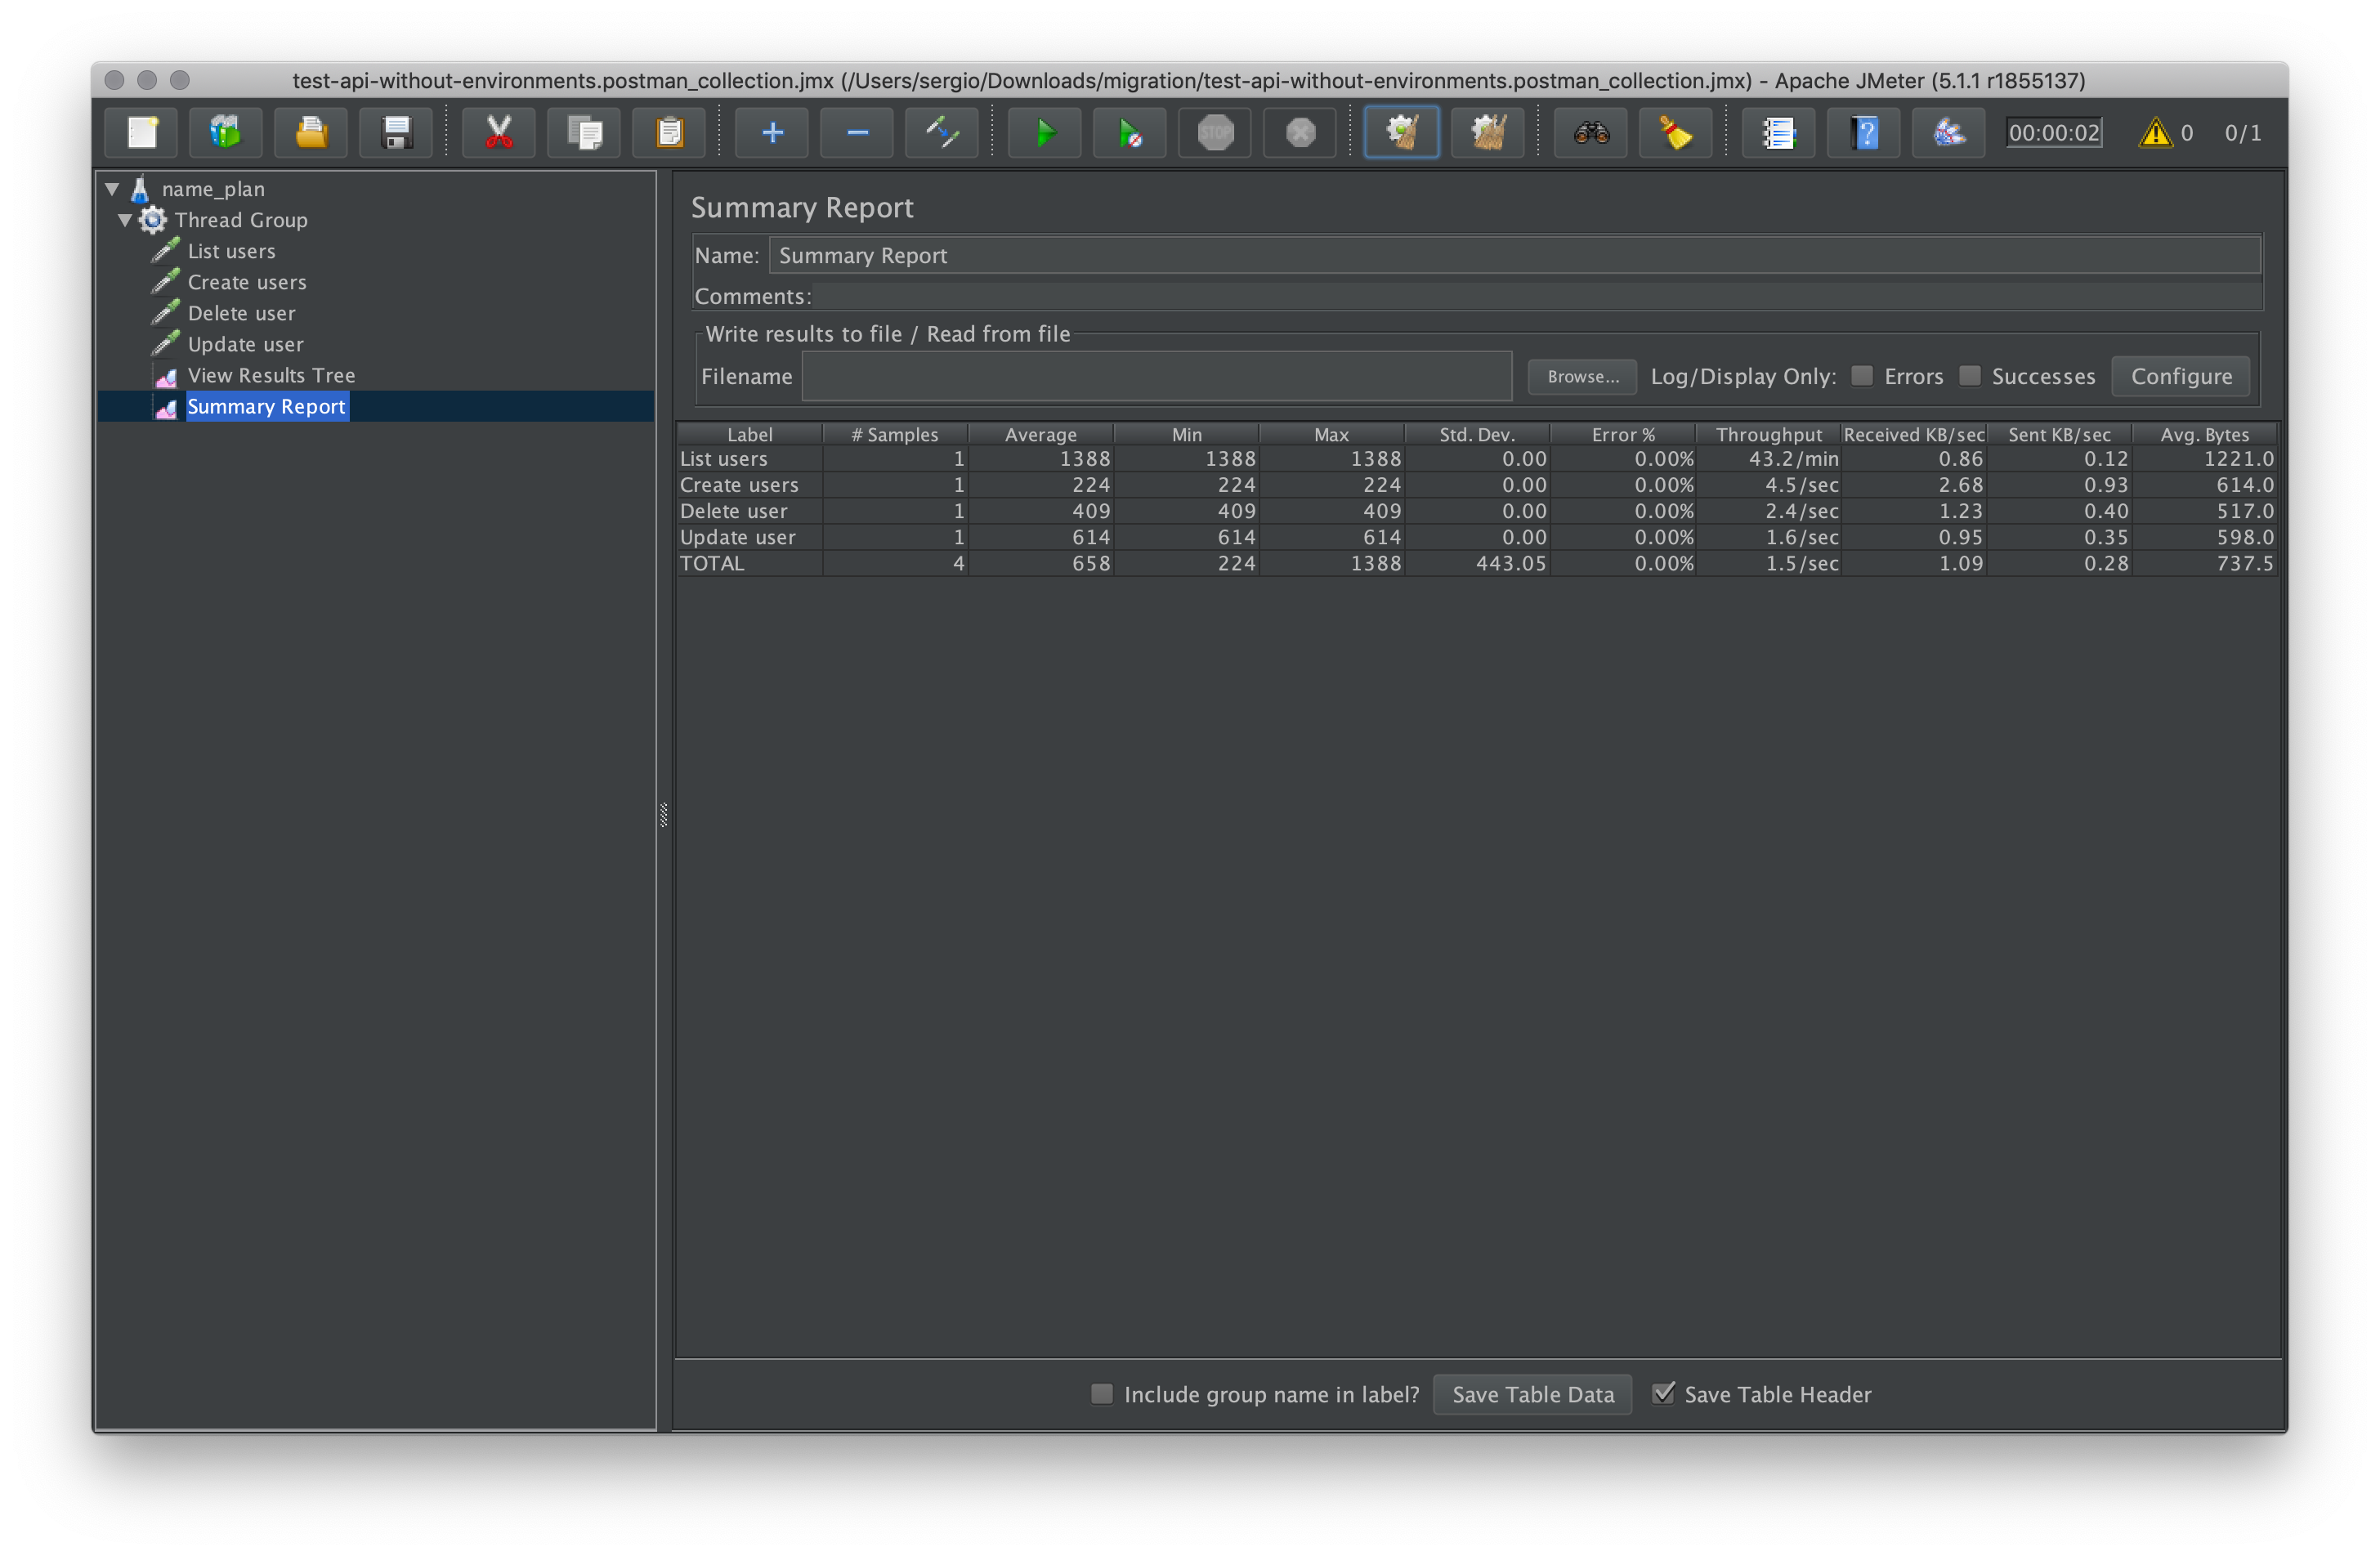 test-api-without-environments.postman_collection.jmx (/Users/sergio/Downloads/migration/test-api-without-environments.postman_collection.jmx) - Apache JMeter (5.1.1 r1855137)
STOP ? 00:00:02 0 0/1
name_plan
Thread Group
List users
Create users
Delete user
Update user
View Results Tree
Summary Report
Summary Report
Name: Summary Report
Comments:
Write results to file / Read from file
Filename Browse... Log/Display Only: Errors Successes Configure
Label # Samples Average Min Max Std. Dev. Error % Throughput Received KB/sec Sent KB/sec Avg. Bytes
List users 1 1388 1388 1388 0.00 0.00% 43.2/min 0.86 0.12 1221.0
Create users 1 224 224 224 0.00 0.00% 4.5/sec 2.68 0.93 614.0
Delete user 1 409 409 409 0.00 0.00% 2.4/sec 1.23 0.40 517.0
Update user 1 614 614 614 0.00 0.00% 1.6/sec 0.95 0.35 598.0
TOTAL 4 658 224 1388 443.05 0.00% 1.5/sec 1.09 0.28 737.5
Include group name in label? Save Table Data Save Table Header